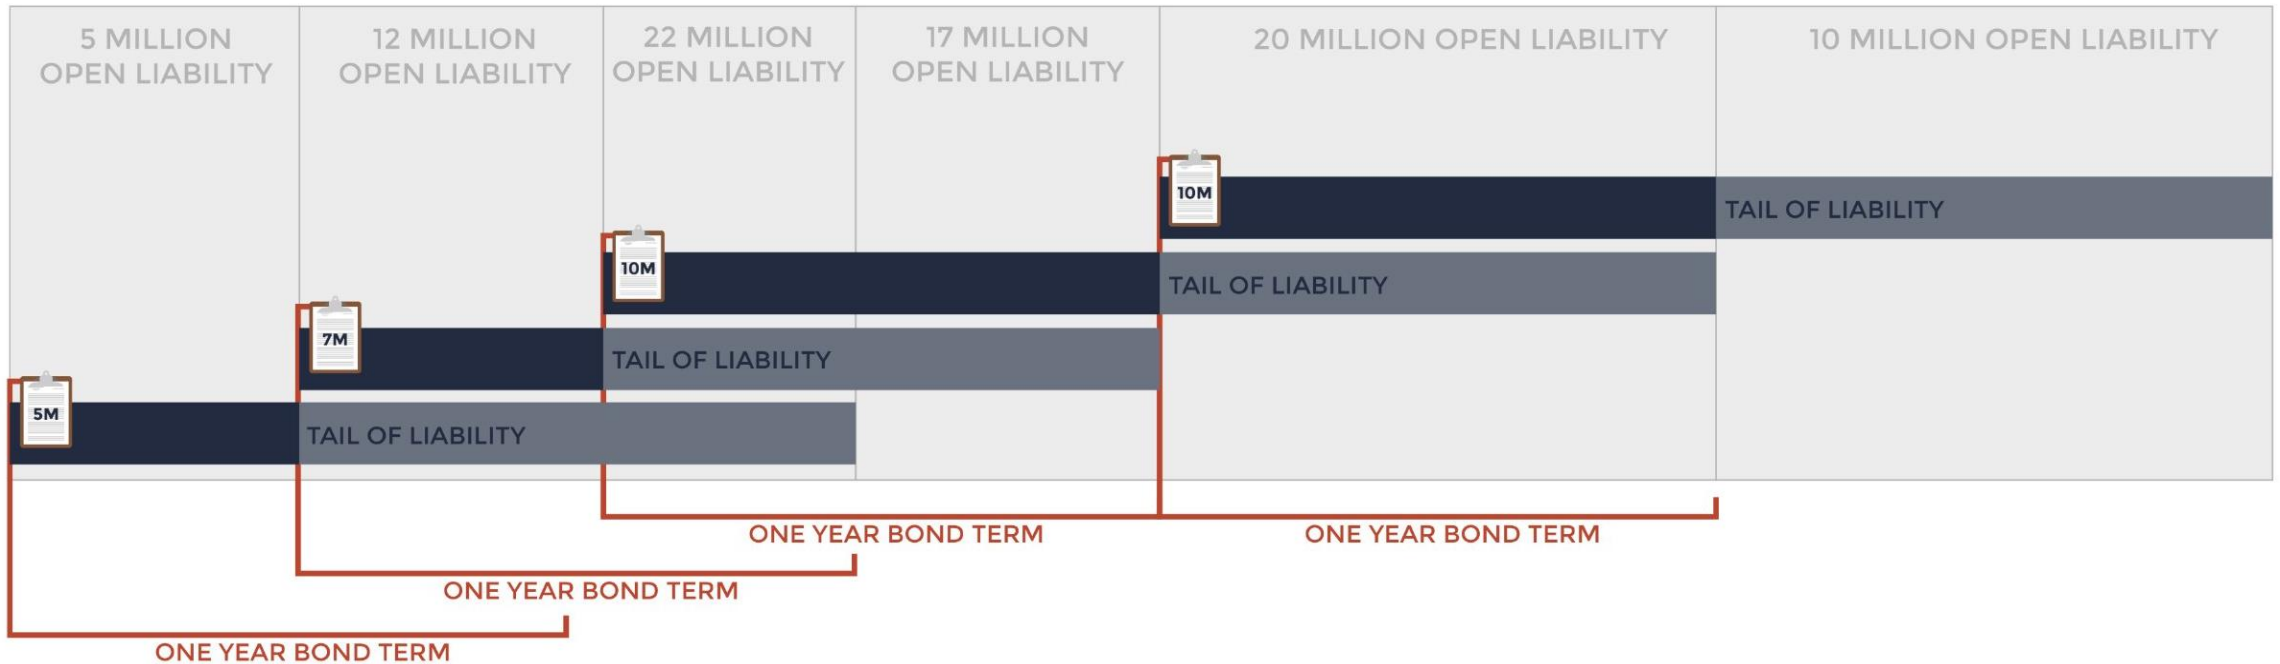 5 MILLION
OPEN LIABILITY
12 MILLION
OPEN LIABILITY
22 MILLION
OPEN LIABILITY
17 MILLION
OPEN LIABILITY
20 MILLION OPEN LIABILITY
10 MILLION OPEN LIABILITY
10M
TAIL OF LIABILITY
10M
TAIL OF LIABILITY
7M
TAIL OF LIABILITY
5M
TAIL OF LIABILITY
ONE YEAR BOND TERM
ONE YEAR BOND TERM
ONE YEAR BOND TERM
ONE YEAR BOND TERM